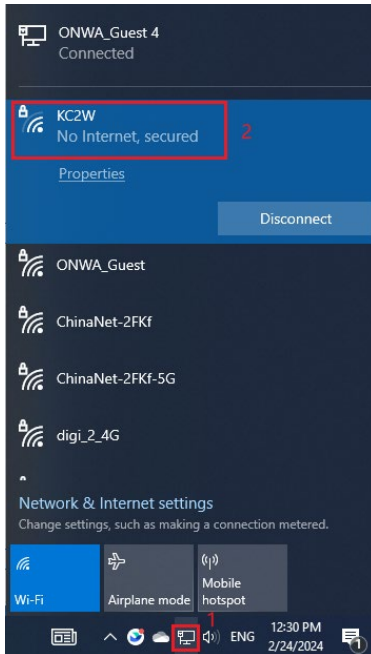 ONWA_Guest 4
Connected
KC2W
No Internet, secured
2
Properties
Disconnect
ONWA_Guest
ChinaNet-2FKf
ChinaNet-2FKf-5G
digi_2_4G
Network & Internet settings
Change settings, such as making a connection metered.
Wi-Fi
Airplane mode
Mobile
hotspot
1
ENG
12:30 PM
2/24/2024
1